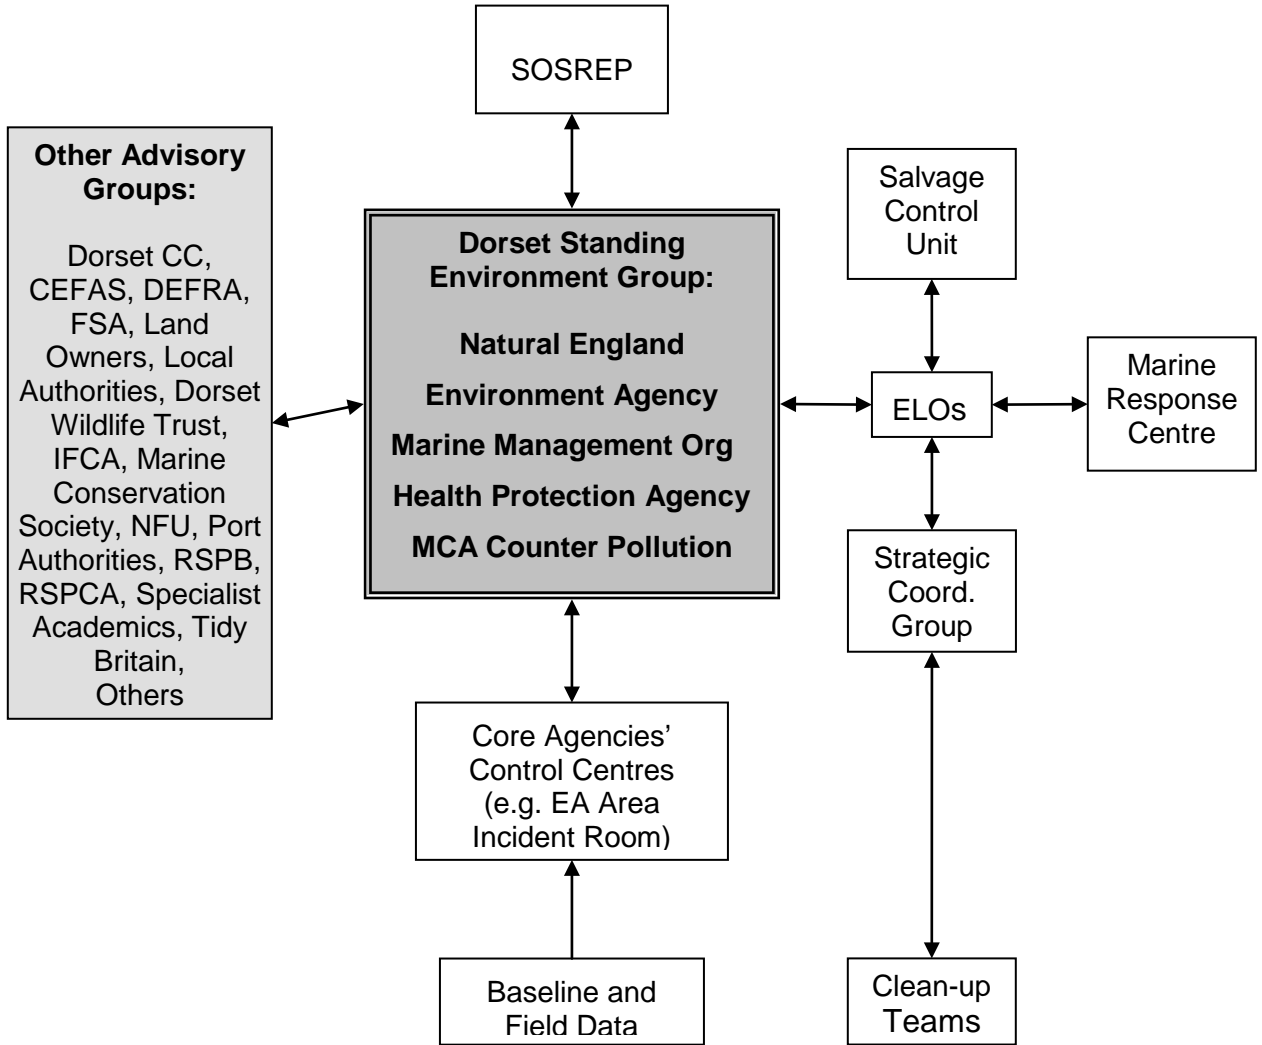 SOSREP
Other Advisory
Groups:
Dorset CC,
CEFAS, DEFRA,
FSA, Land
Owners, Local
Authorities, Dorset
Wildlife Trust,
IFCA, Marine
Conservation
Society, NFU, Port
Authorities, RSPB,
RSPCA, Specialist
Academics, Tidy
Britain,
Others
Dorset Standing
Environment Group:
Natural England
Environment Agency
Marine Management Org
Health Protection Agency
MCA Counter Pollution
Salvage
Control
Unit
ELOs
Marine
Response
Centre
Strategic
Coord.
Group
Core Agencies’
Control Centres
(e.g. EA Area
Incident Room)
Baseline and
Field Data
Clean-up
Teams